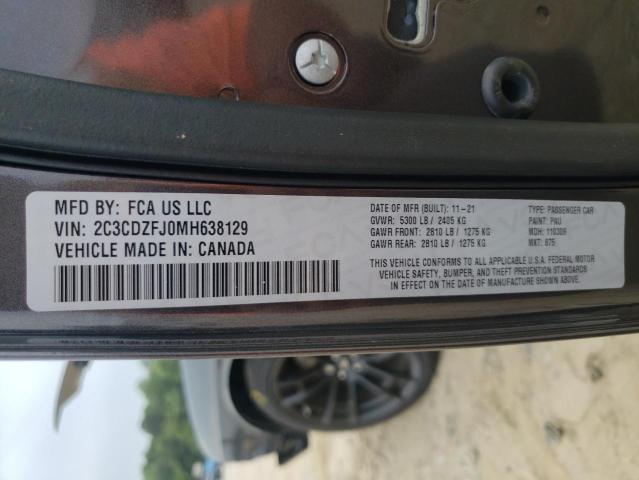 MFD BY: FCA US LLC
VIN: 2C3CDZFJ0MH638129
VEHICLE MADE IN: CANADA
DATE OF MFR (BUILT): 11-21
GVWR: 5300 LB / 2405 KG
GAWR FRONT: 2810 LB / 1275 KG
GAWR REAR: 2810 LB / 1275 KG
TYPE: PASSENGER CAR
PAINT: PAU
MDH: 110309
MKT: 675
THIS VEHICLE CONFORMS TO ALL APPLICABLE U.S.A. FEDERAL MOTOR
VEHICLE SAFETY, BUMPER, AND THEFT PREVENTION STANDARDS
IN EFFECT ON THE DATE OF MANUFACTURE SHOWN ABOVE.